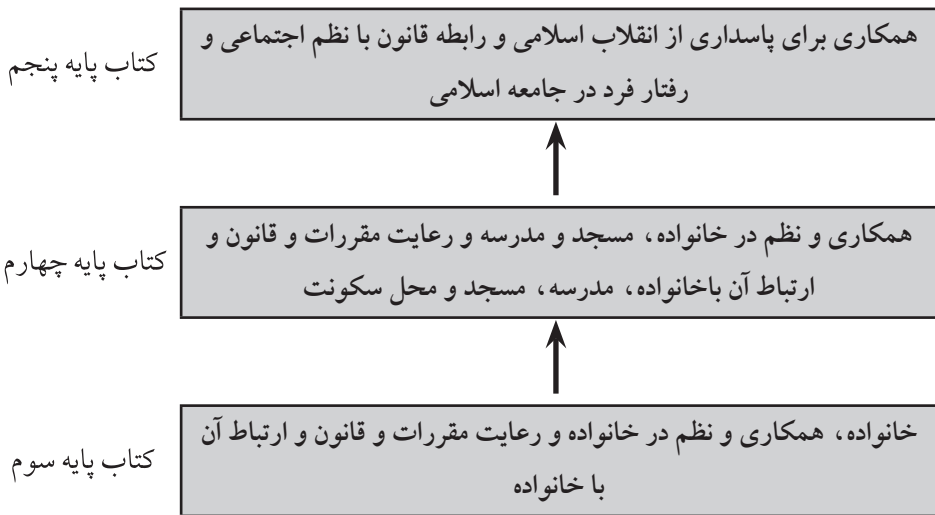 همکاری برای پاسداری از انقلاب اسلامی و رابطه قانون با نظم اجتماعی و
رفتار فرد در جامعه اسلامی
کتاب پایه پنجم
همکاری و نظم در خانواده، مسجد و مدرسه و رعایت مقررات و قانون و
ارتباط آن باخانواده، مدرسه، مسجد و محل سکونت
کتاب پایه چهارم
خانواده، همکاری و نظم در خانواده و رعایت مقررات و قانون و ارتباط آن
با خانواده
کتاب پایه سوم